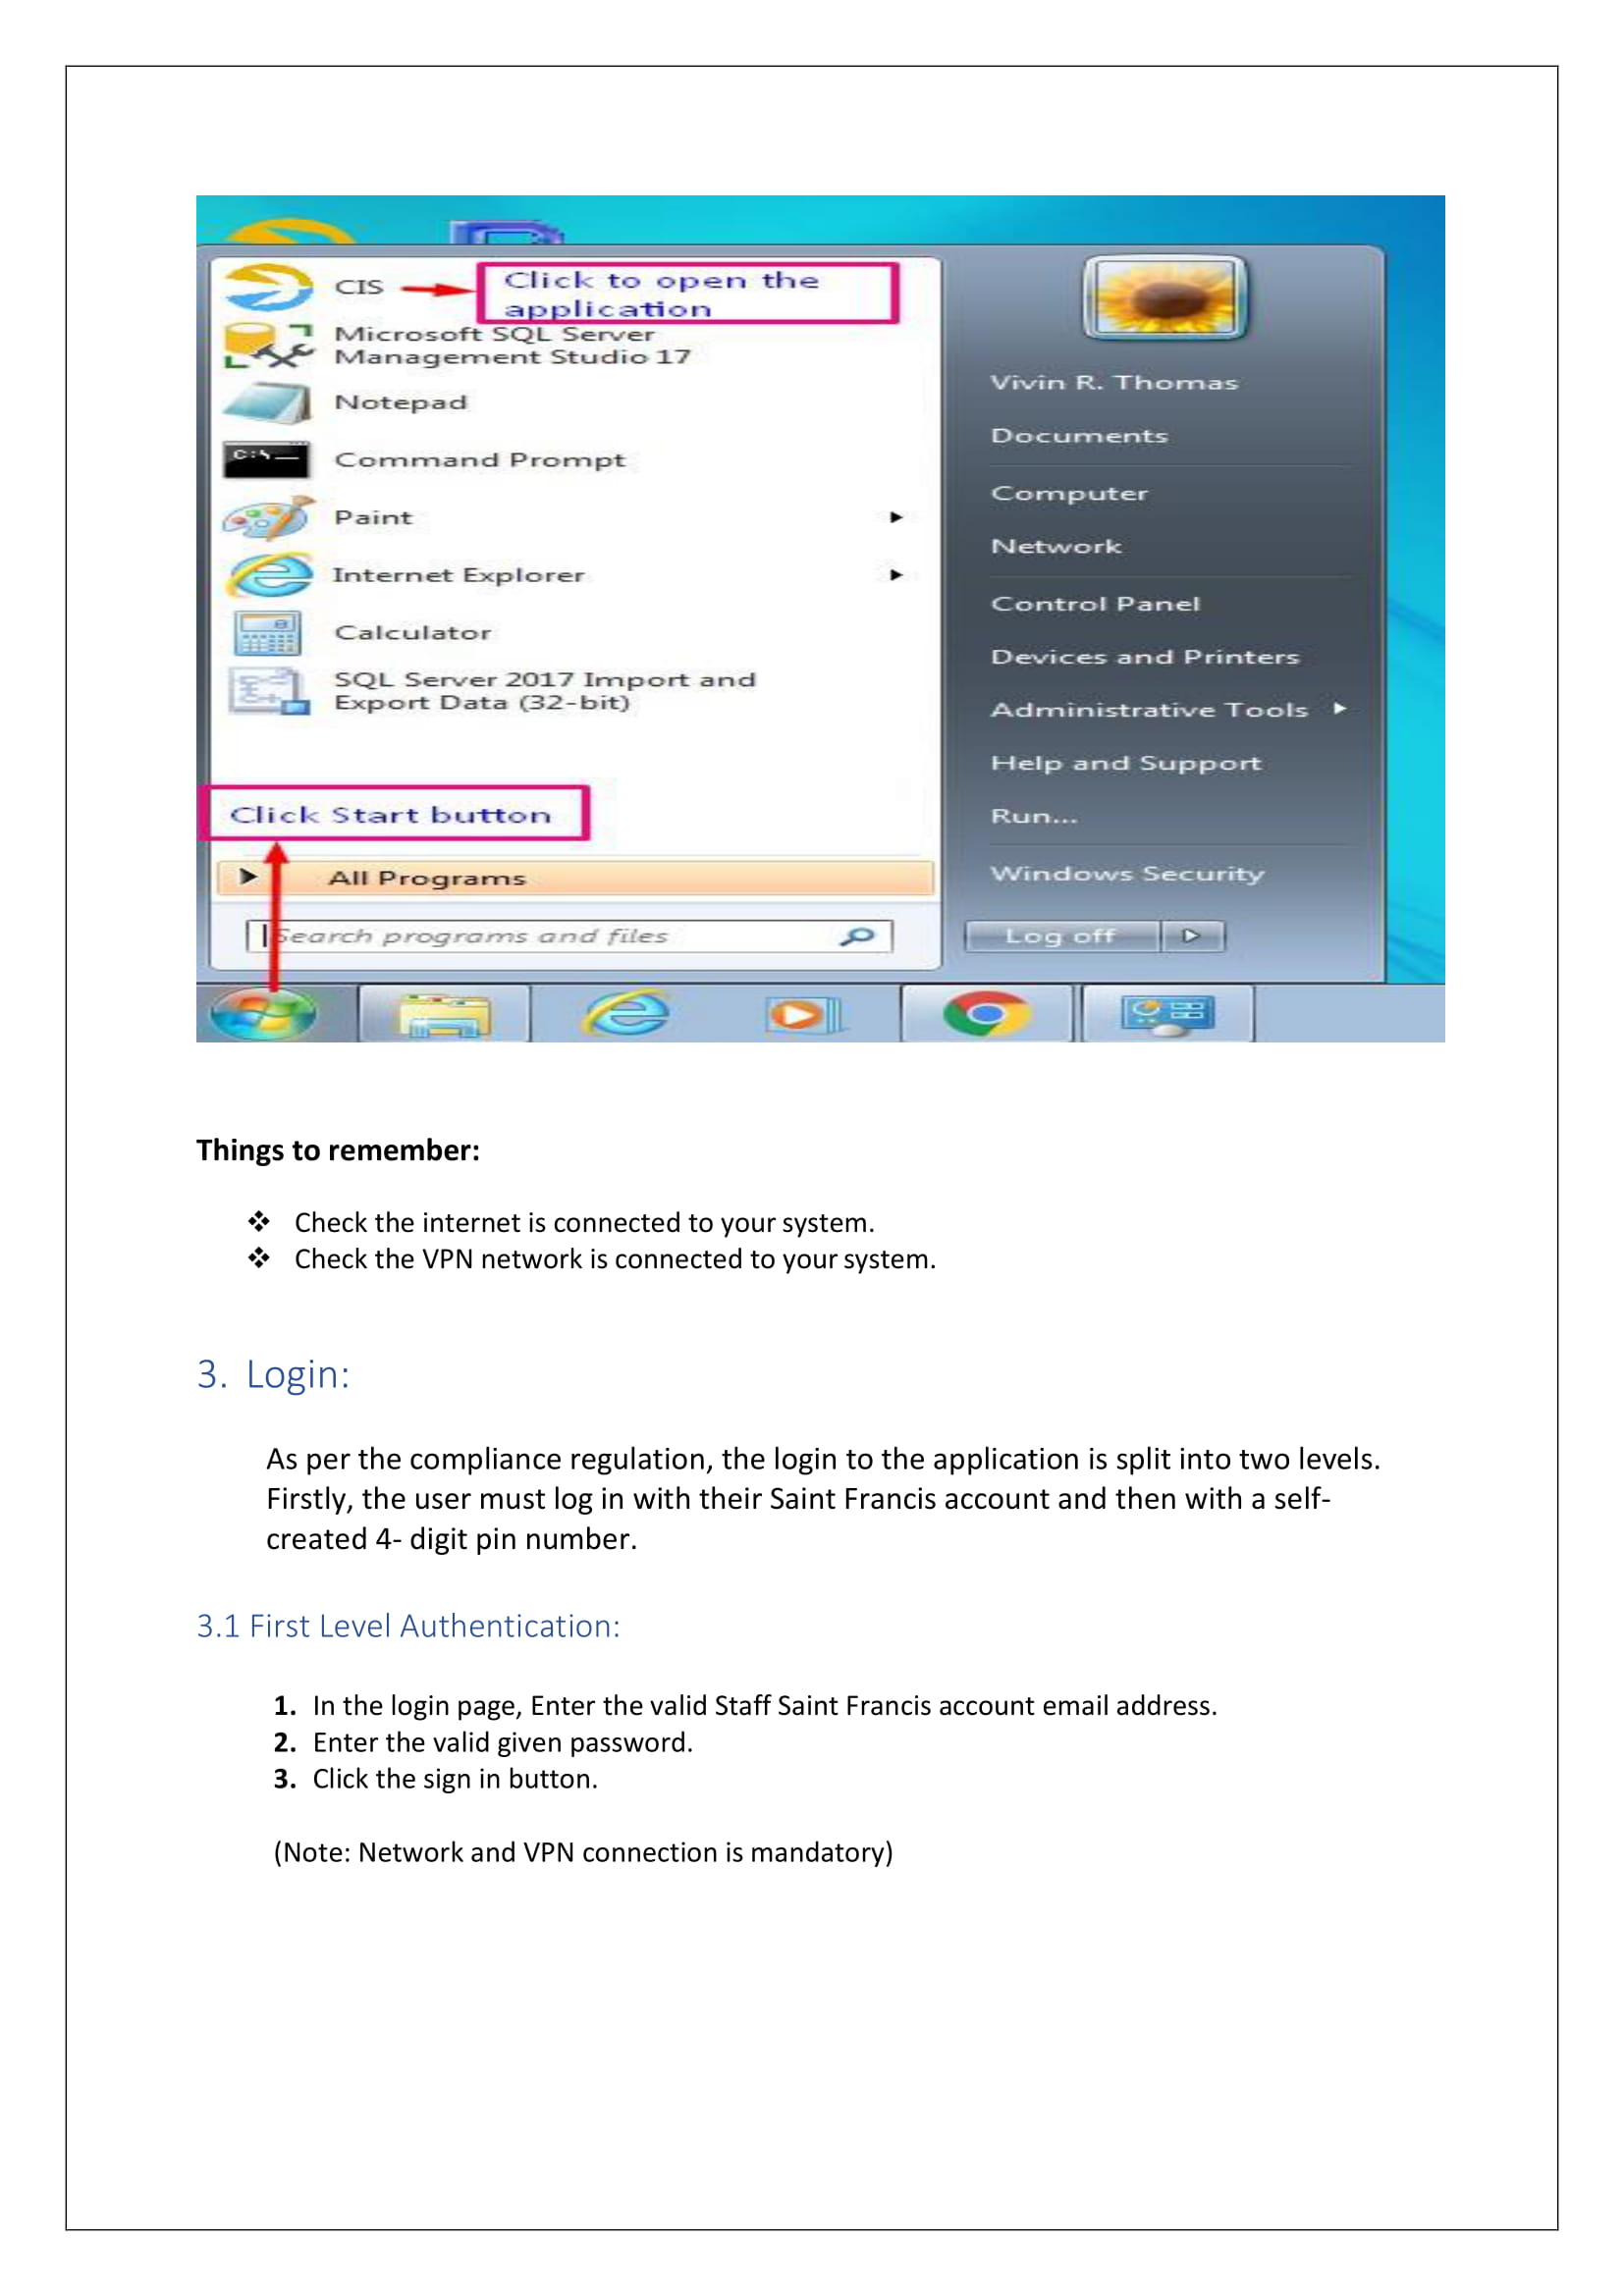 CIS
Click to open the
application
Microsoft SQL Server
Management Studio 17
Notepad
C:\
Command Prompt
Paint
Internet Explorer
Calculator
SQL Server 2017 Import and
Export Data (32-bit)
Click Start button
All Programs
Search programs and files
Vivin R. Thomas
Documents
Computer
Network
Control Panel
Devices and Printers
Administrative Tools
Help and Support
Run...
Windows Security
Log off
Things to remember:
❖ Check the internet is connected to your system.
❖ Check the VPN network is connected to your system.
3. Login:
As per the compliance regulation, the login to the application is split into two levels.
Firstly, the user must log in with their Saint Francis account and then with a self-
created 4- digit pin number.
3.1 First Level Authentication:
1. In the login page, Enter the valid Staff Saint Francis account email address.
2. Enter the valid given password.
3. Click the sign in button.
(Note: Network and VPN connection is mandatory)